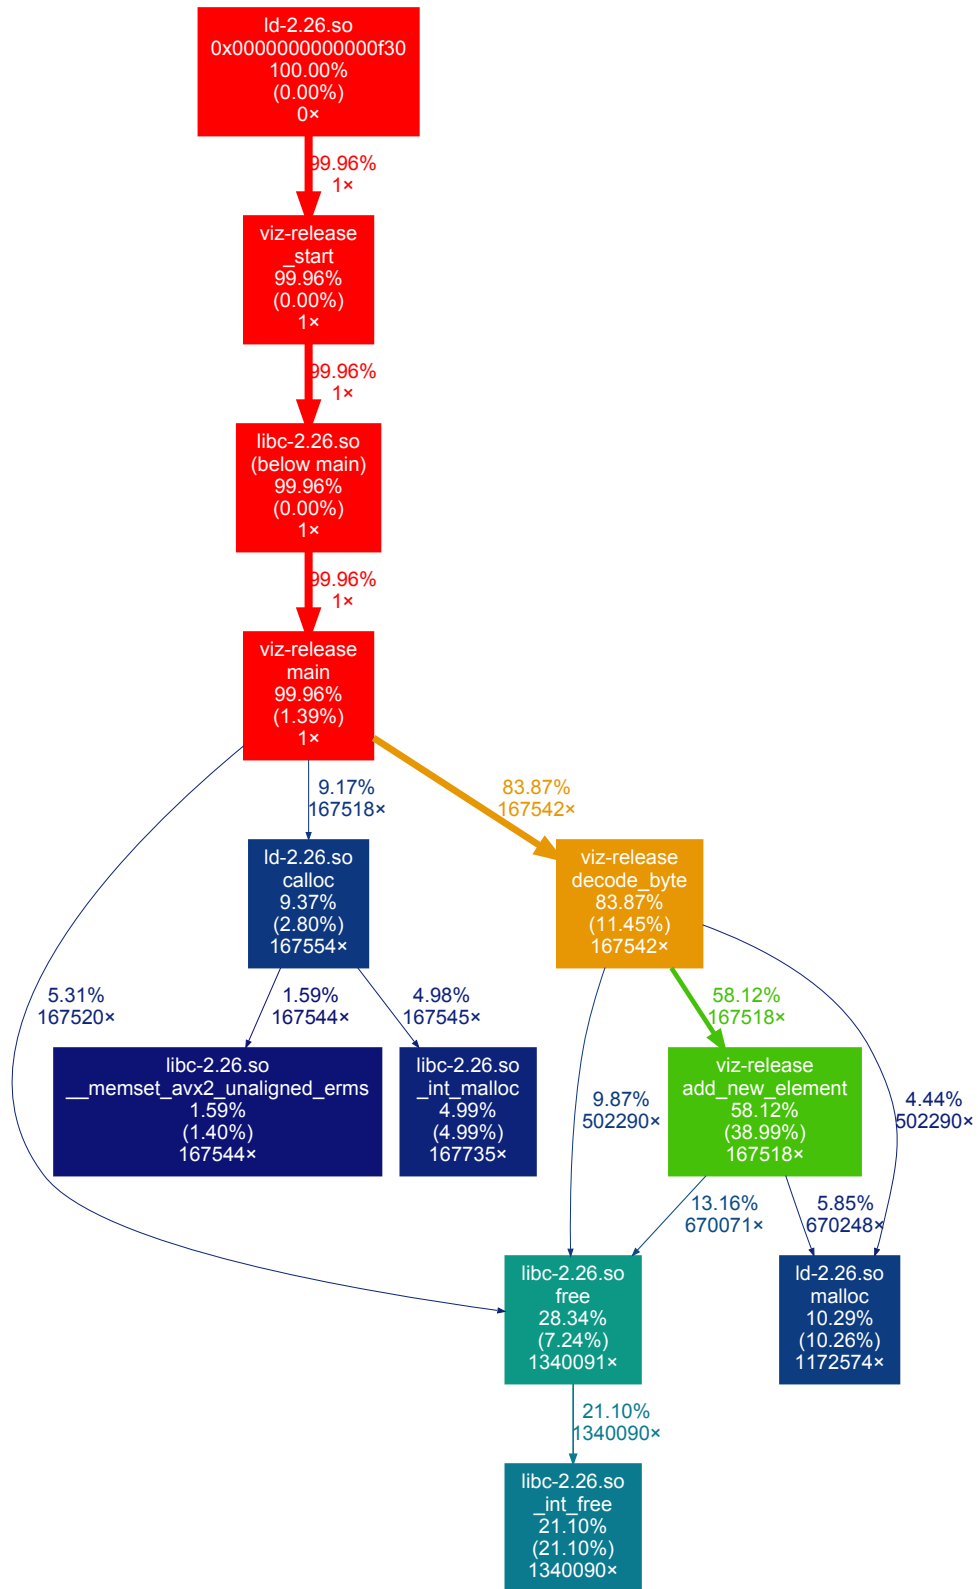 ld-2.26.so
0x0000000000000f30
100.00%
(0.00%)
0×
99.96%
1×
viz-release
_start
99.96%
(0.00%)
1×
99.96%
1×
libc-2.26.so
(below main)
99.96%
(0.00%)
1×
99.96%
1×
viz-release
main
99.96%
(1.39%)
1×
9.17%
167518×
83.87%
167542×
ld-2.26.so
calloc
9.37%
(2.80%)
167554×
viz-release
decode_byte
83.87%
(11.45%)
167542×
5.31%
167520×
1.59%
167544×
4.98%
167545×
58.12%
167518×
libc-2.26.so
__memset_avx2_unaligned_erms
1.59%
(1.40%)
167544×
libc-2.26.so
_int_malloc
4.99%
(4.99%)
167735×
9.87%
502290×
viz-release
add_new_element
58.12%
(38.99%)
167518×
4.44%
502290×
13.16%
670071×
5.85%
670248×
libc-2.26.so
free
28.34%
(7.24%)
1340091×
ld-2.26.so
malloc
10.29%
(10.26%)
1172574×
21.10%
1340090×
libc-2.26.so
_int_free
21.10%
(21.10%)
1340090×